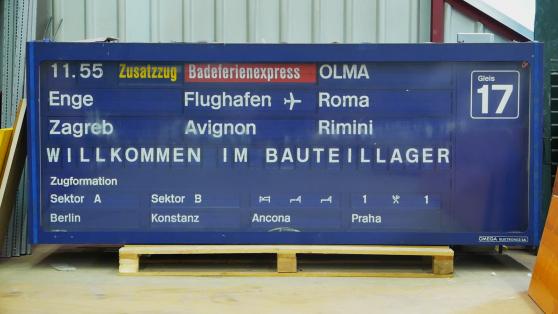 11.55 Zusatzzug Badeferienexpress OLMA
Gleis
17
Enge Flughafen Roma
Zagreb Avignon Rimini
WILLKOMMEN IM BAUTEILLAGER
Zugformation
Sektor A Sektor B 1 1
Berlin Konstanz Ancona Praha
OMEGA ELECTRONICS SA